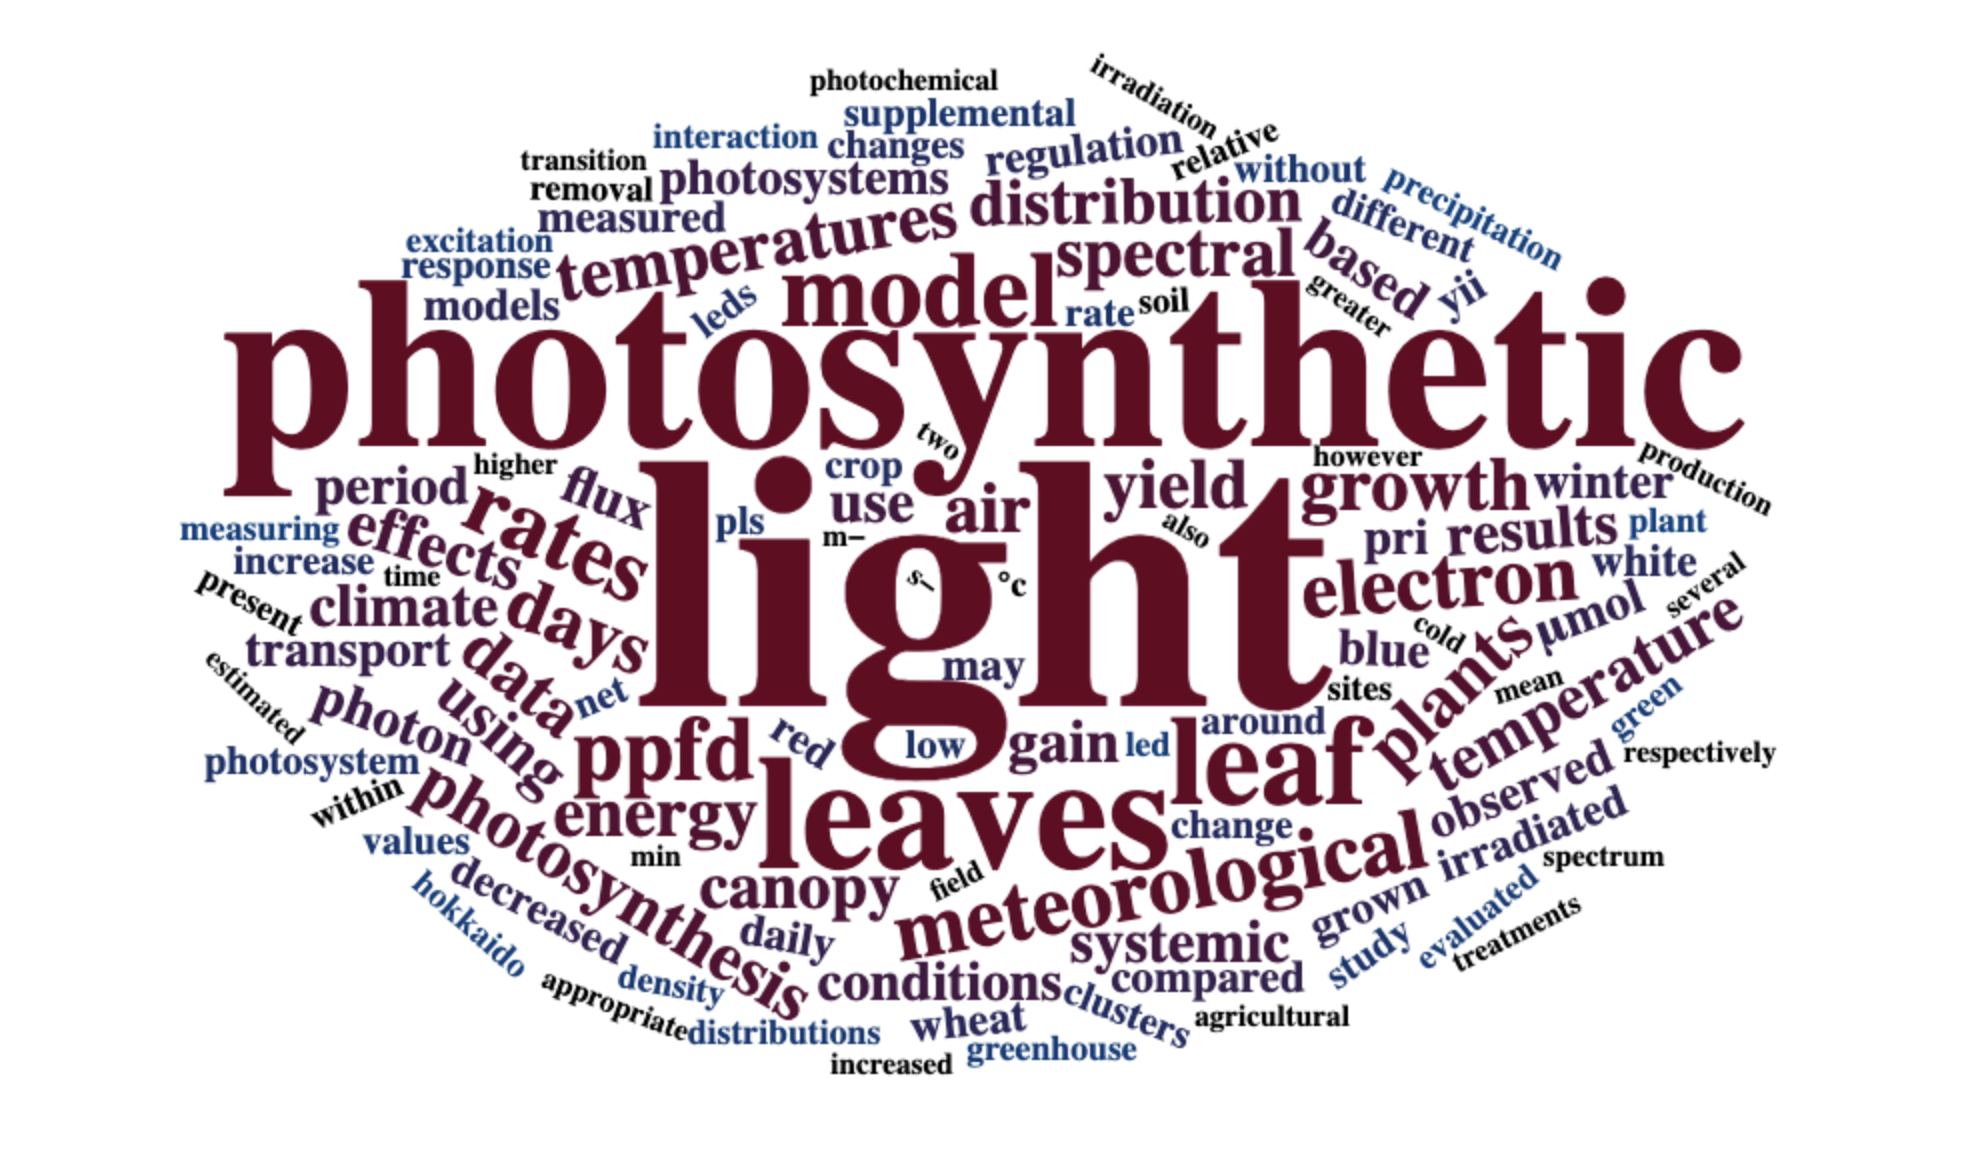 photochemical
irradiation
supplemental
interaction
changes
regulation
relative
transition
removal
photosystems
without
precipitation
measured
temperatures
distribution
different
excitation
response
spectral
based
models
leds
model
rate
soil
greater
yii
photosynthetic
two
higher
crop
however
production
period
rates
flux
light
use
air
yield
growth
winter
measuring
effects
pls
m–
also
pri
results
plant
increase
time
s–
°c
electron
white
present
climate
days
several
transport
data
may
blue
cold
μmol
estimated
photon
using
net
sites
plants
mean
temperature
green
photosystem
ppfd
red
low
gain
led
around
leaf
respectively
within
photosynthesis
energy
leaves
change
observed
values
min
meteorological
irradiated
spectrum
hokkaido
decreased
canopy
field
grown
evaluated
daily
systemic
study
treatments
appropriate
density
conditions
compared
distributions
wheat
clusters
agricultural
increased
greenhouse